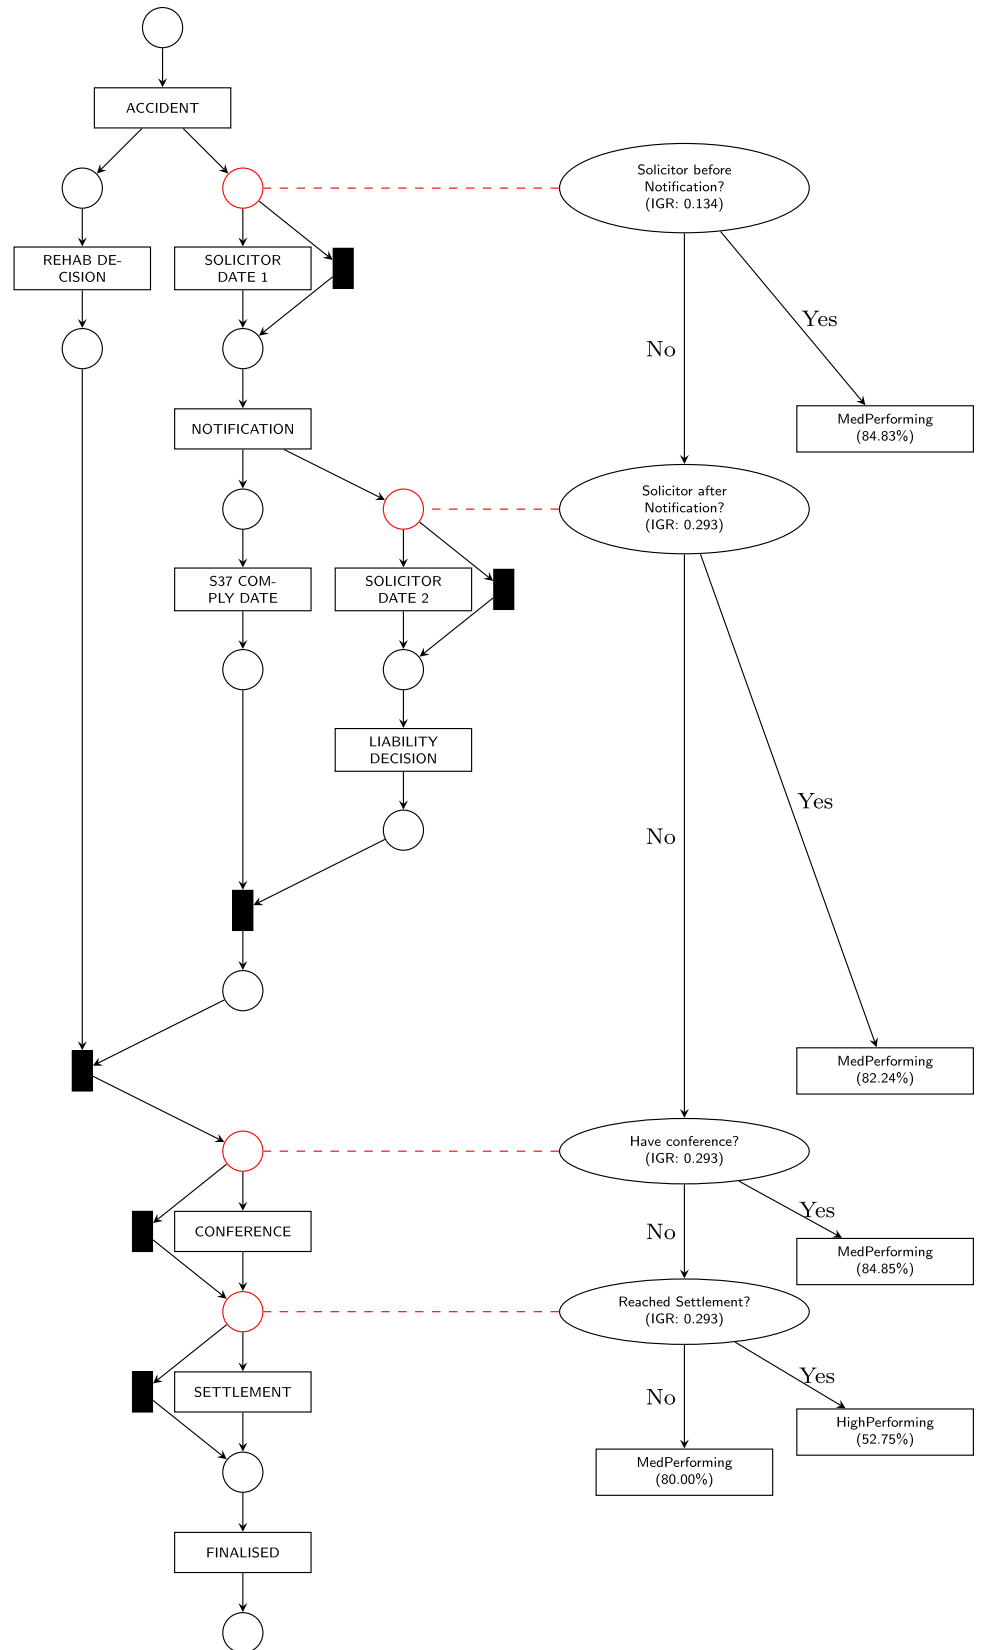 ACCIDENT
Solicitor before
Notification?
(IGR: 0.134)
REHAB DE-
CISION
SOLICITOR
DATE 1
Yes
No
MedPerforming
(84.83%)
NOTIFICATION
Solicitor after
Notification?
(IGR: 0.293)
S37 COM-
PLY DATE
SOLICITOR
DATE 2
LIABILITY
DECISION
Yes
No
MedPerforming
(82.24%)
Have conference?
(IGR: 0.293)
CONFERENCE
Yes
No
MedPerforming
(84.85%)
Reached Settlement?
(IGR: 0.293)
SETTLEMENT
Yes
No
HighPerforming
(52.75%)
MedPerforming
(80.00%)
FINALISED